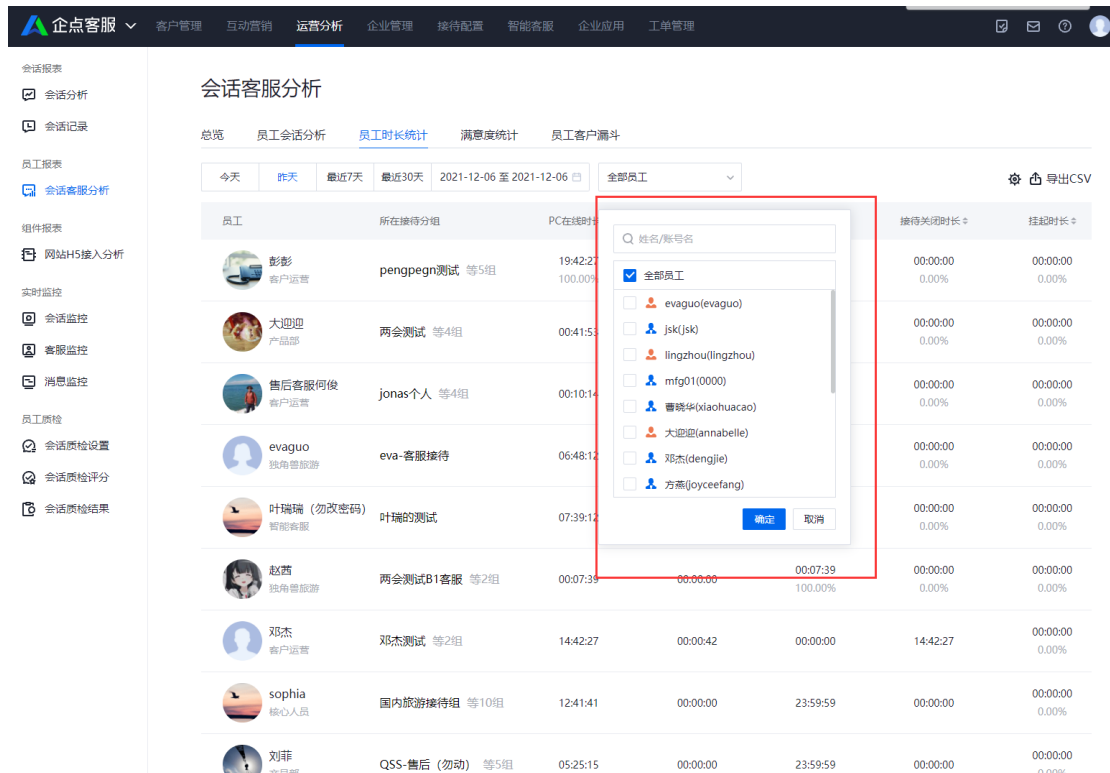 企点客服 客户管理 互动营销 运营分析 企业管理 接待配置 智能客服 企业应用 工单管理
会话报表
会话分析
会话记录
员工报表
会话客服分析
组件报表
网站H5接入分析
实时监控
会话监控
客服监控
消息监控
员工质检
会话质检设置
会话质检评分
会话质检结果
会话客服分析
总览 员工会话分析 员工时长统计 满意度统计 员工客户漏斗
今天 昨天 最近7天 最近30天 2021-12-06 至 2021-12-06 全部员工 导出CSV
员工 所在接待分组 PC在线时长 接待关闭时长 挂起时长
彭彭 pengpegn测试 等5组 19:42:27 00:00:00 00:00:00
客户运营 100.00% 0.00% 0.00%
大迎迎 两会测试 等4组 00:41:53 00:00:00 00:00:00
产品部 0.00% 0.00%
售后客服何俊 jonas个人 等4组 00:10:14 00:00:00 00:00:00
客户运营 0.00% 0.00%
evaguo eva-客服接待 06:48:12 00:00:00 00:00:00
独角兽旅游 0.00% 0.00%
叶瑞瑞（勿改密码） 叶瑞的测试 07:39:12 00:00:00 00:00:00
智能客服 0.00% 0.00%
赵茜 两会测试B1客服 等2组 00:07:39 00:00:00 00:07:39 00:00:00 00:00:00
独角兽旅游 100.00% 0.00% 0.00%
邓杰 邓杰测试 等2组 14:42:27 00:00:42 00:00:00 14:42:27 00:00:00
客户运营 0.00%
sophia 国内旅游接待组 等10组 12:41:41 00:00:00 23:59:59 00:00:00 00:00:00
核心人员 0.00%
刘菲 QSS-售后（勿动） 等5组 05:25:15 00:00:00 23:59:59 00:00:00 00:00:00
产品部 0.00%
姓名/账号名
全部员工
evaguo(evaguo)
jsk(jsk)
lingzhou(lingzhou)
mfg01(0000)
曹晓华(xiaohuacao)
大迎迎(annabelle)
邓杰(dengjie)
方燕(joyceefang)
确定 取消